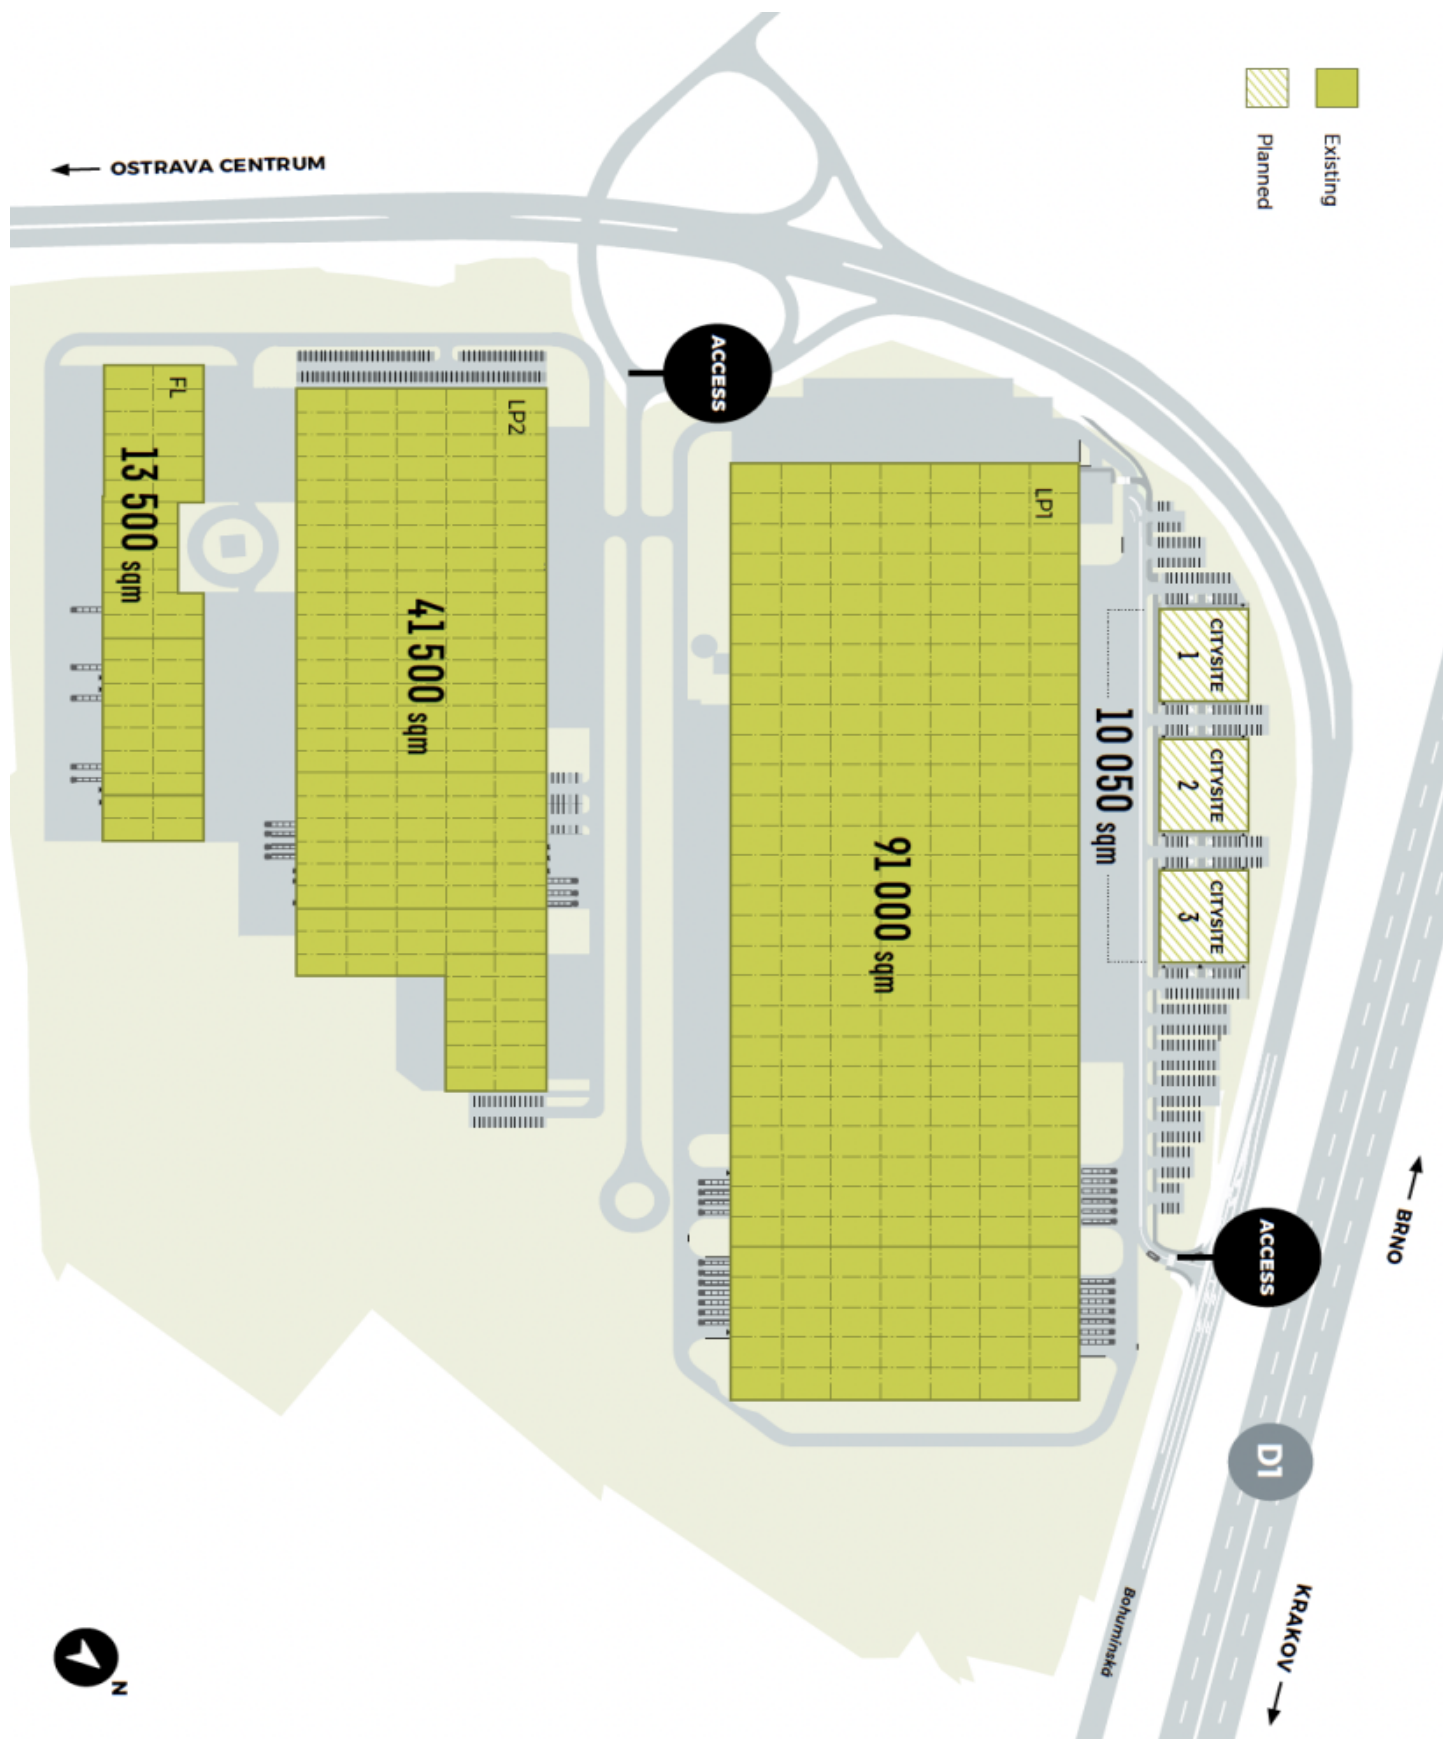 Existing
Planned
OSTRAVA CENTRUM
ACCESS
FL
13 500 sqm
LP2
41 500 sqm
LP1
91 000 sqm
10 050 sqm
CITYSITE
1
CITYSITE
2
CITYSITE
3
ACCESS
BRNO
D1
KRAKOV
Bohumínská
N